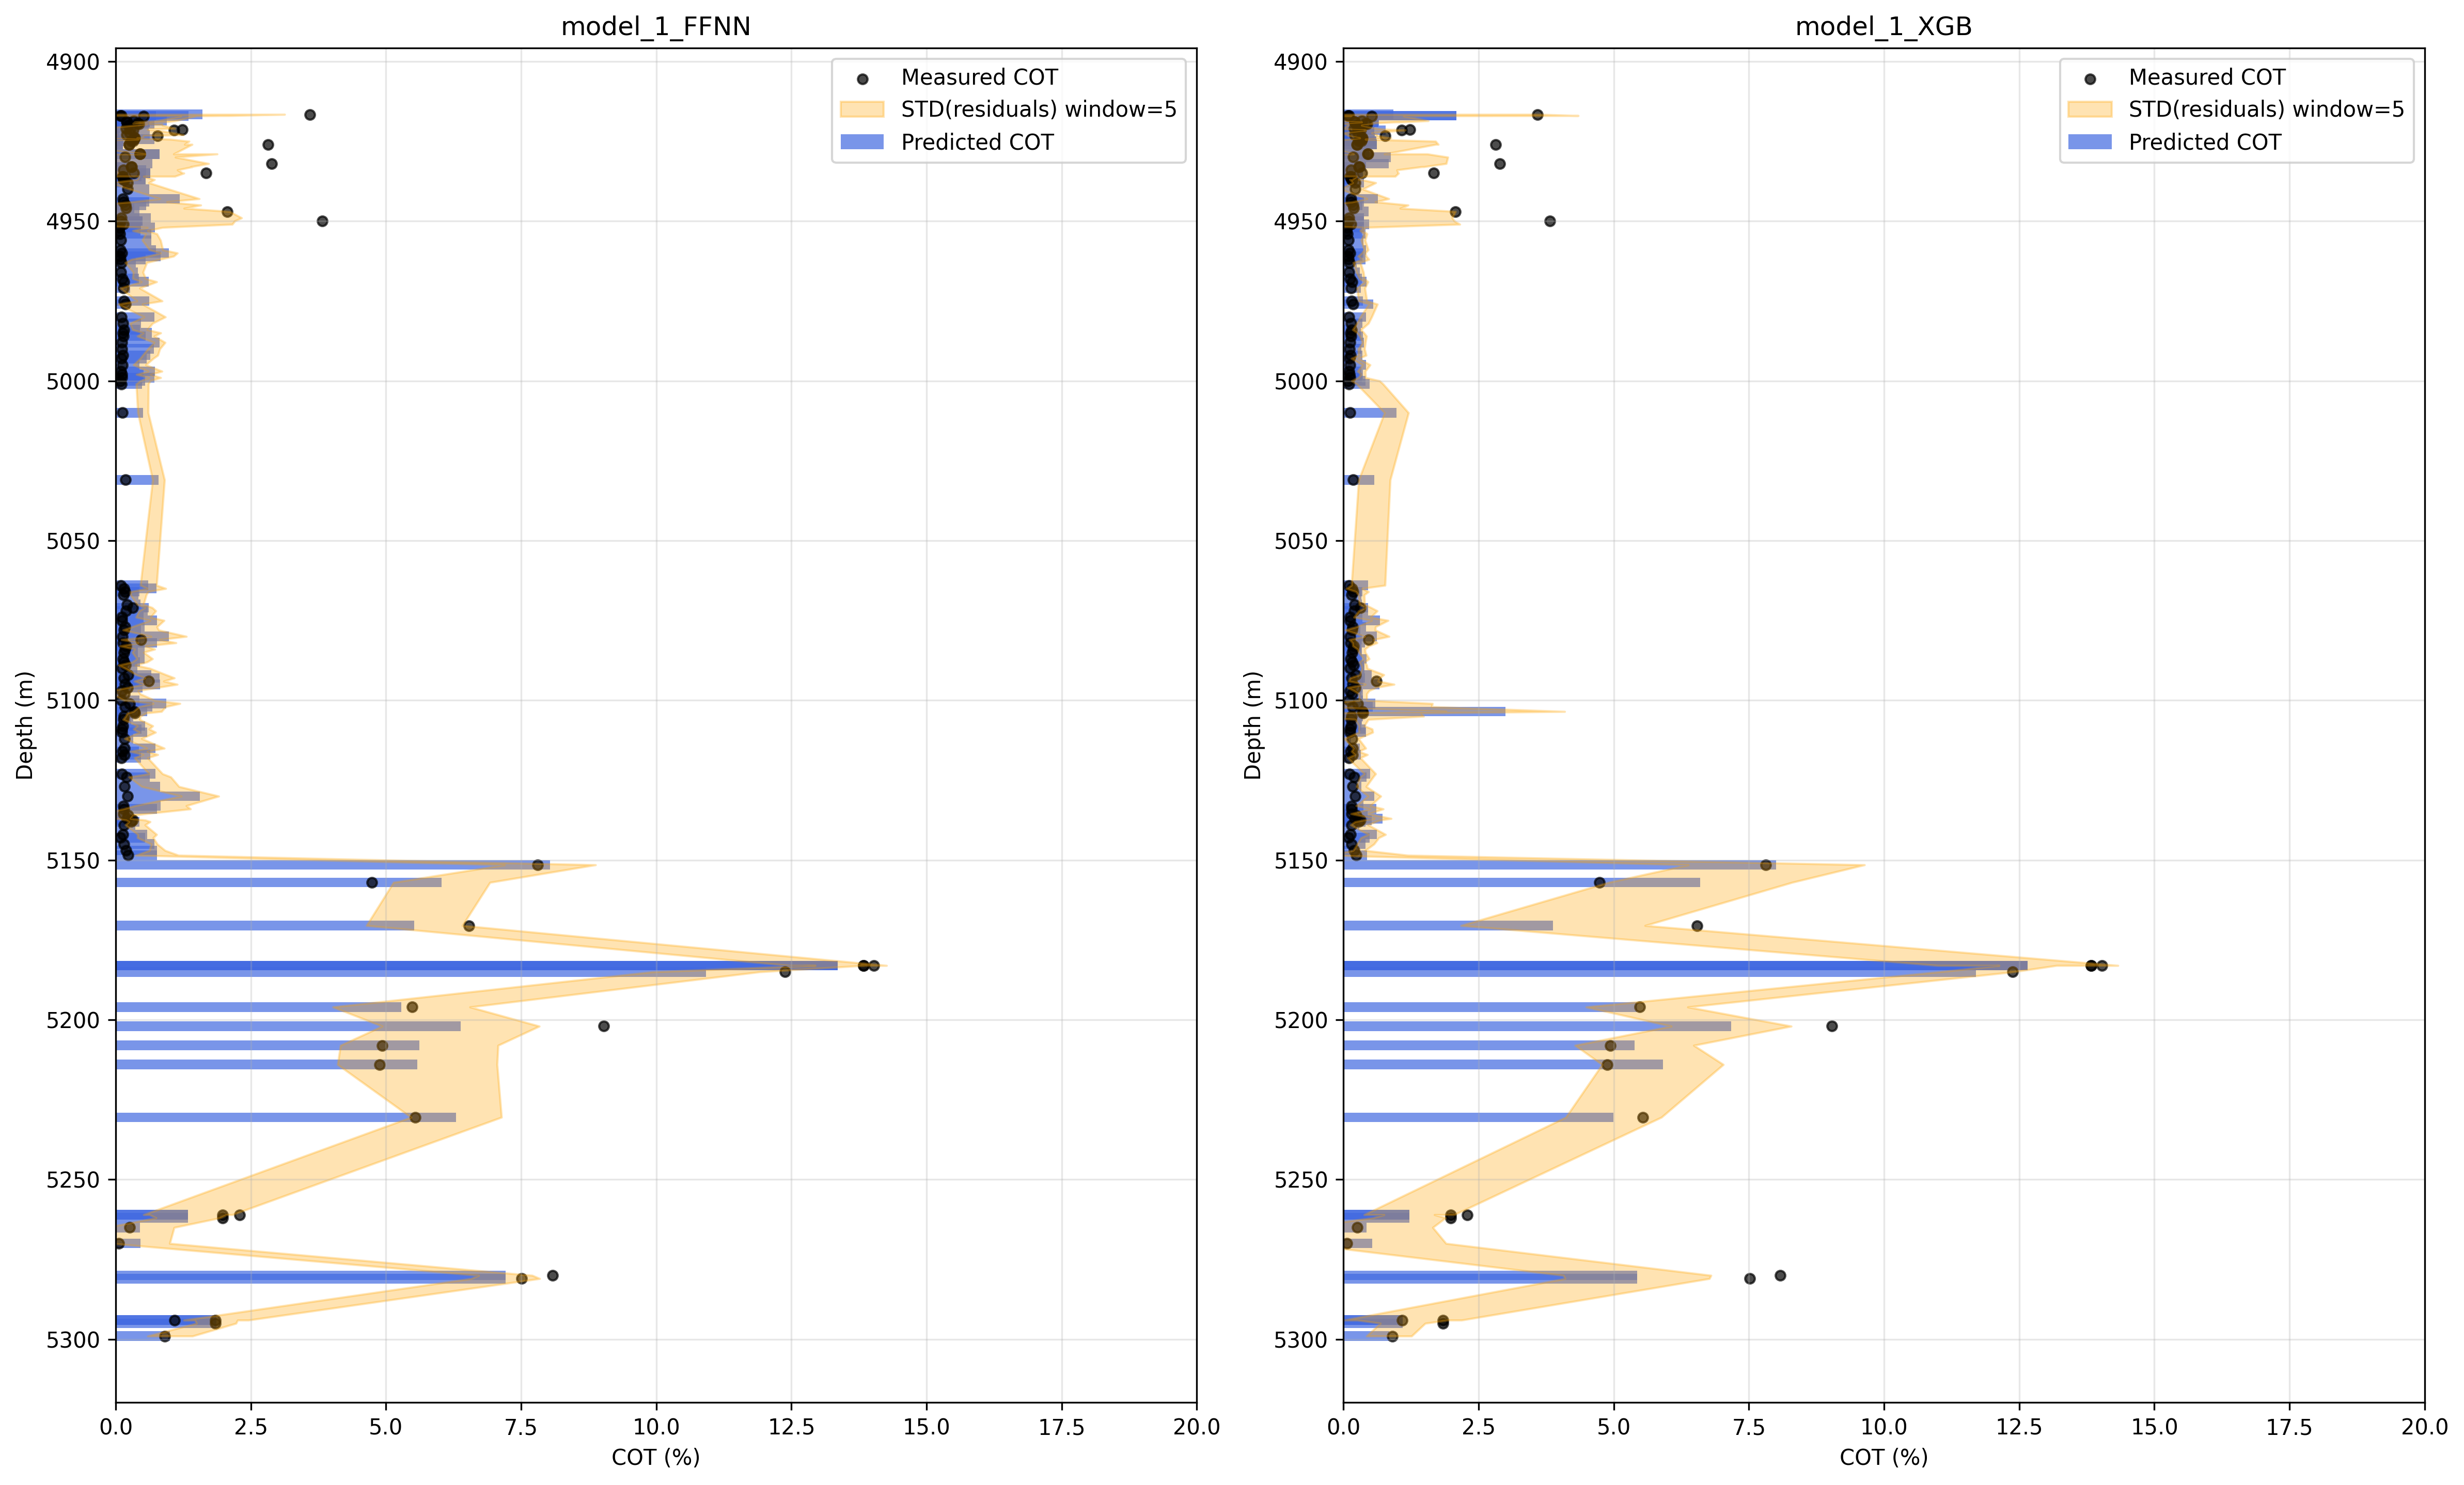 model_1_FFNN
Measured COT
STD(residuals) window=5
Predicted COT
4900
4950
5000
5050
5100
5150
5200
5250
5300
Depth (m)
0.0 2.5 5.0 7.5 10.0 12.5 15.0 17.5 20.0
COT (%)
model_1_XGB
Measured COT
STD(residuals) window=5
Predicted COT
4900
4950
5000
5050
5100
5150
5200
5250
5300
Depth (m)
0.0 2.5 5.0 7.5 10.0 12.5 15.0 17.5 20.0
COT (%)